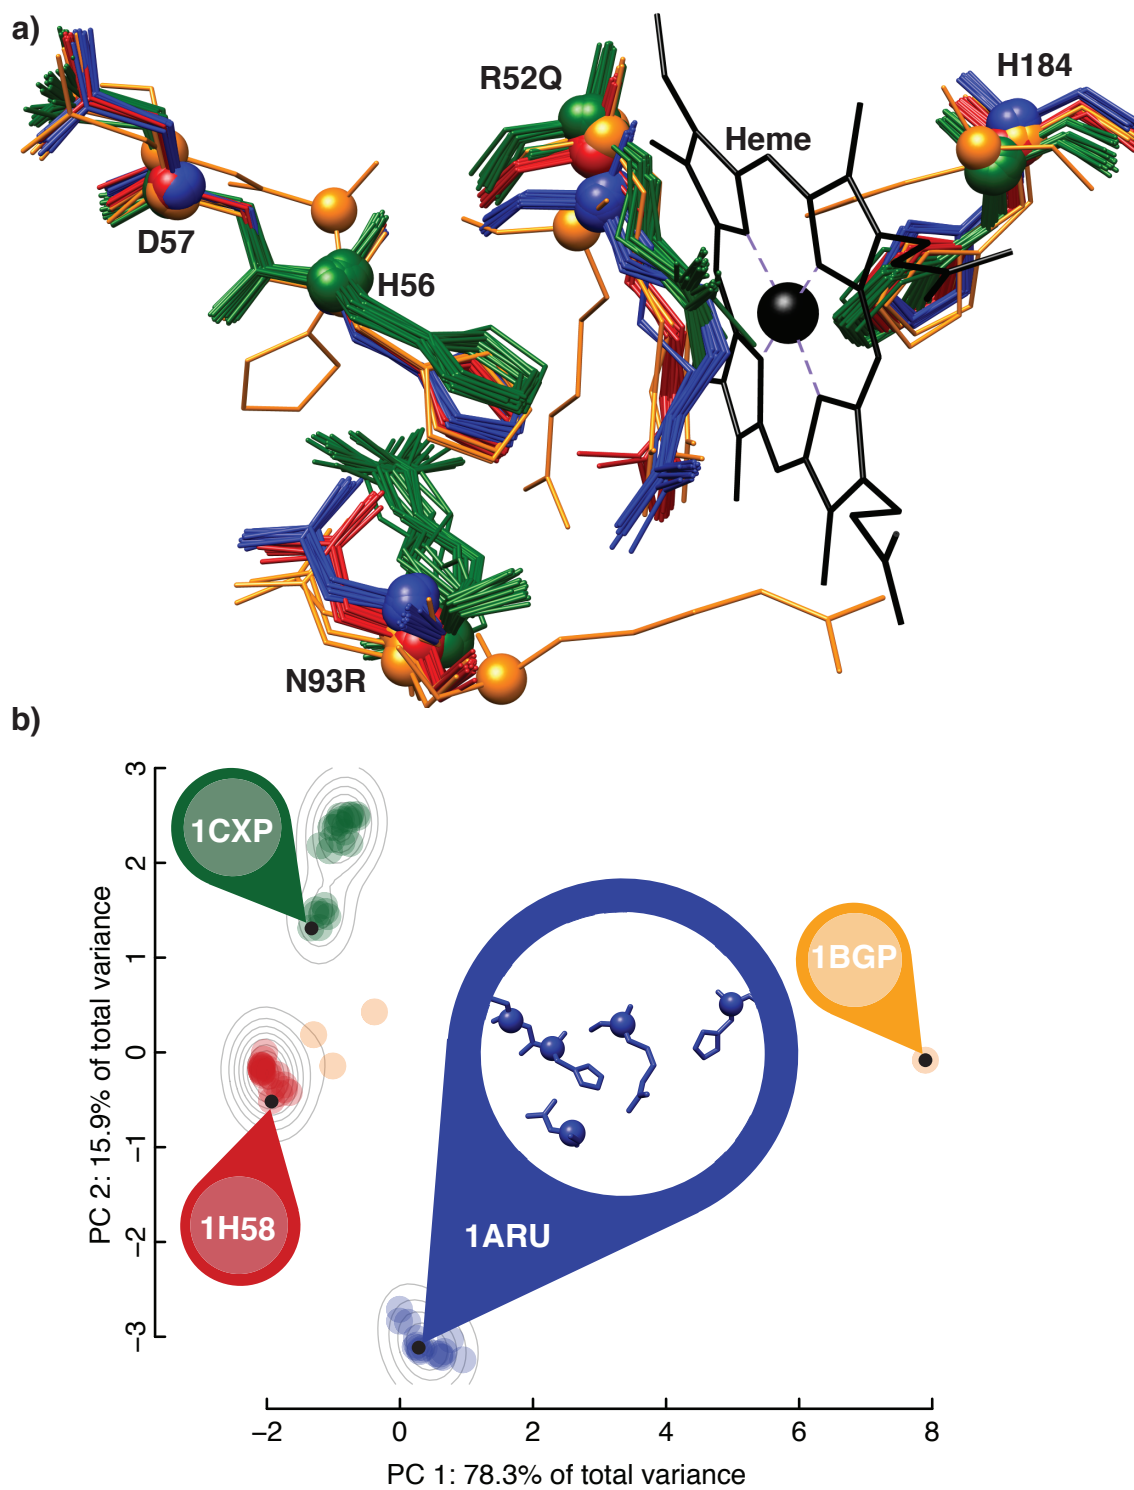 a)
R52Q
H184
Heme
D57
H56
N93R
b)
3
2
1
0
−1
−2
−3
PC 2: 15.9% of total variance
1CXP
1BGP
1H58
1ARU
−2
0
2
4
6
8
PC 1: 78.3% of total variance